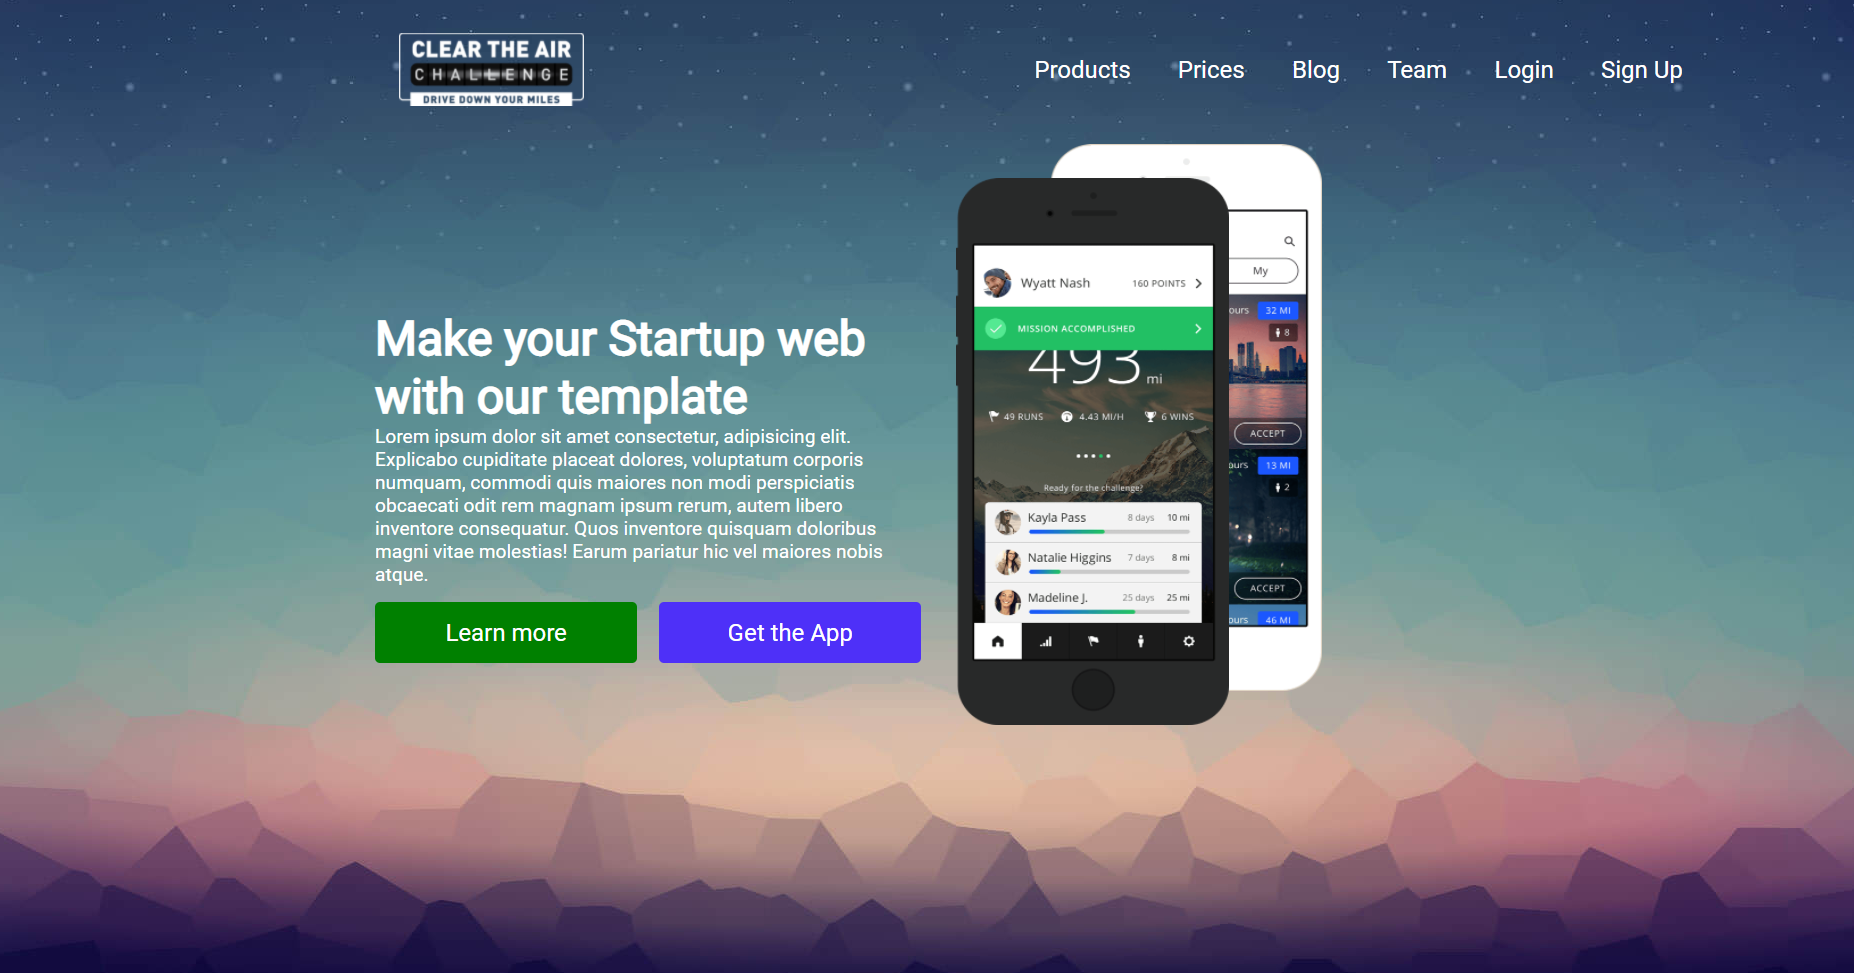 CLEAR THE AIR
CHALLENGE
DRIVE DOWN YOUR MILES
Products Prices Blog Team Login Sign Up
Make your Startup web
with our template
Lorem ipsum dolor sit amet consectetur, adipisicing elit.
Explicabo cupiditate placeat dolores, voluptatum corporis
numquam, commodi quis maiores non modi perspiciatis
obcaecati odit rem magnam ipsum rerum, autem libero
inventore consequatur. Quos inventore quisquam doloribus
magni vitae molestias! Earum pariatur hic vel maiores nobis
atque.
Learn more Get the App
Wyatt Nash 160 POINTS
MISSION ACCOMPLISHED
493 mi
49 RUNS 4.43 MI/H 6 WINS
Ready for the challenge?
Kayla Pass 8 days 10 mi
Natalie Higgins 7 days 8 mi
Madeline J. 25 days 25 mi
My
ours 32 MI
8
ACCEPT
ours 13 MI
2
ACCEPT
ours 46 MI